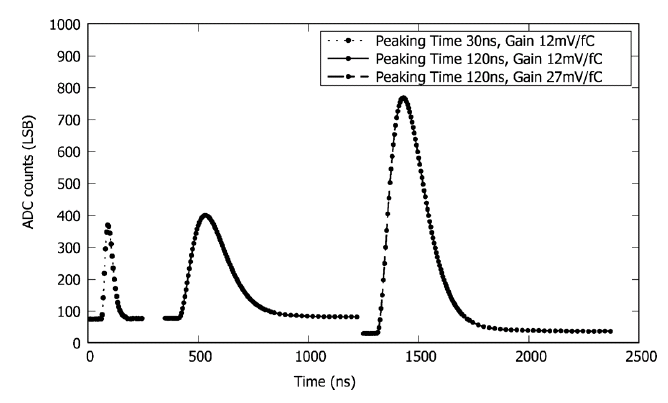 1000
900
800
700
600
500
400
300
200
100
0
ADC counts (LSB)
Peaking Time 30ns, Gain 12mV/fC
Peaking Time 120ns, Gain 12mV/fC
Peaking Time 120ns, Gain 27mV/fC
0 500 1000 1500 2000 2500
Time (ns)